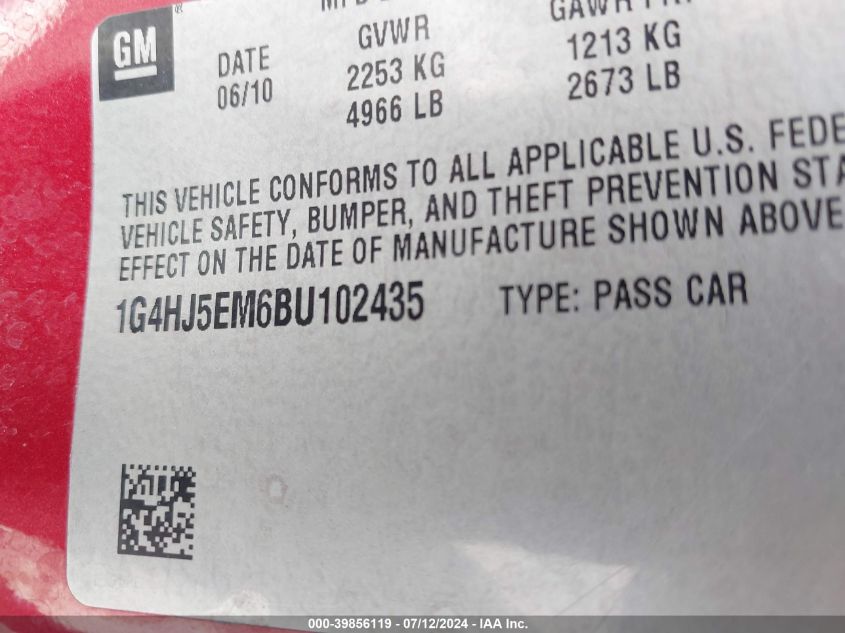 GM
DATE
06/10
GVWR
2253 KG
4966 LB
1213 KG
2673 LB
THIS VEHICLE CONFORMS TO ALL APPLICABLE U.S. FEDE
VEHICLE SAFETY, BUMPER, AND THEFT PREVENTION STA
EFFECT ON THE DATE OF MANUFACTURE SHOWN ABOVE
1G4HJ5EM6BU102435 TYPE: PASS CAR
000-39856119 - 07/12/2024 - IAA Inc.